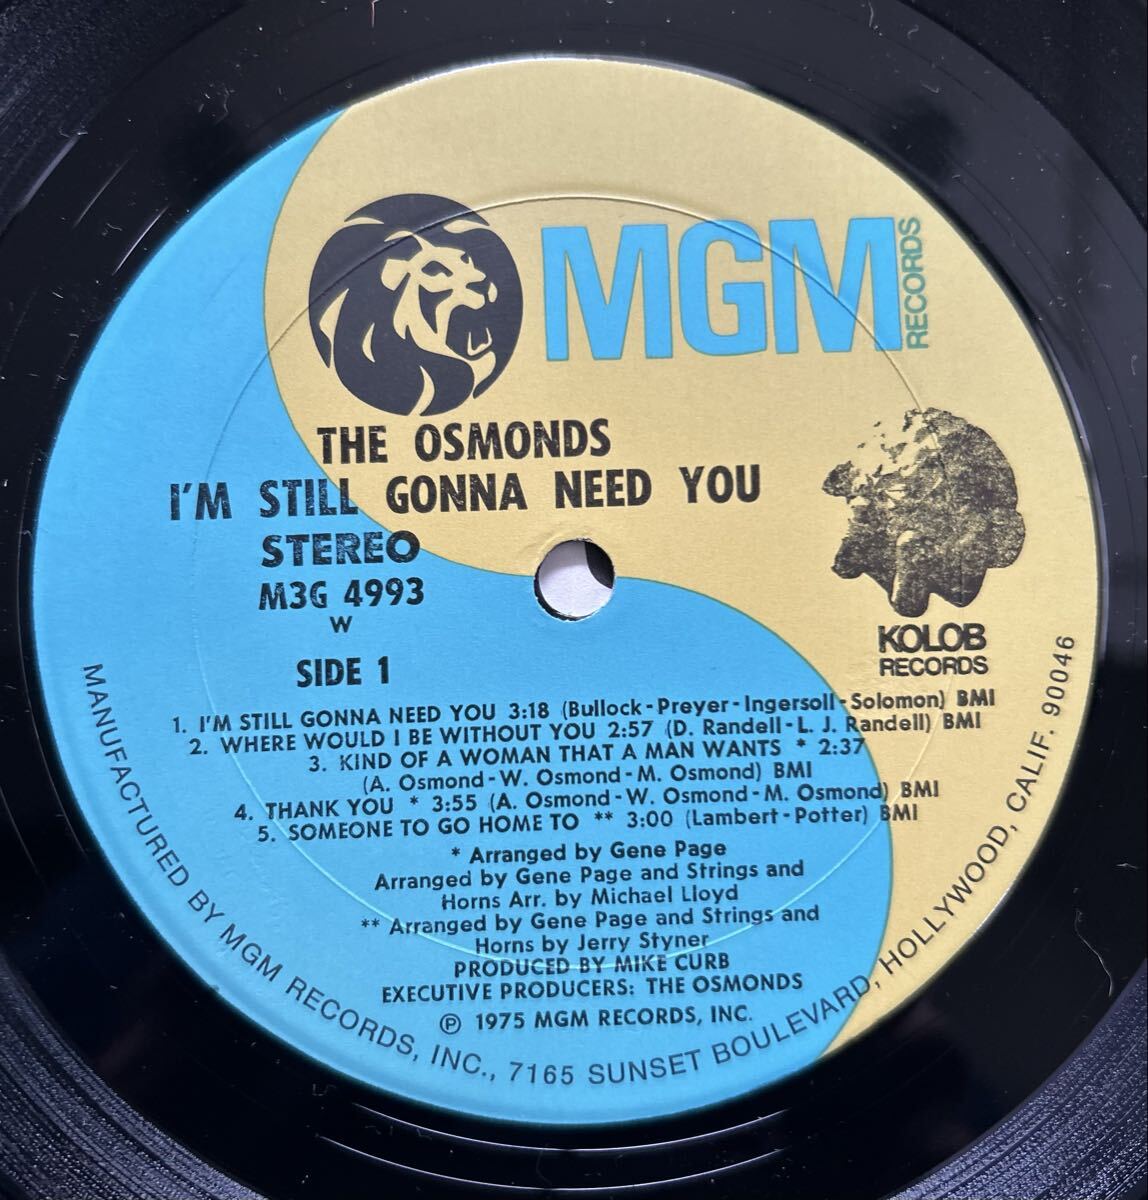 MGM RECORDS
THE OSMONDS
I'M STILL GONNA NEED YOU
STEREO
M3G 4993
W
SIDE 1
KOLOB
RECORDS
1. I'M STILL GONNA NEED YOU 3:18 (Bullock-Preyer-Ingersoll-Solomon) BMI
2. WHERE WOULD I BE WITHOUT YOU 2:57 (D. Randell-L. J. Randell) BMI
3. KIND OF A WOMAN THAT A MAN WANTS * 2:37
(A. Osmond-W. Osmond-M. Osmond) BMI
4. THANK YOU * 3:55 (A. Osmond-W. Osmond-M. Osmond) BMI
5. SOMEONE TO GO HOME TO ** 3:00 (Lambert-Potter) BMI
* Arranged by Gene Page
Arranged by Gene Page and Strings and
Horns Arr. by Michael Lloyd
** Arranged by Gene Page and Strings and
Horns by Jerry Styner
PRODUCED BY MIKE CURB
EXECUTIVE PRODUCERS: THE OSMONDS
℗ 1975 MGM RECORDS, INC.
MANUFACTURED BY MGM RECORDS, INC., 7165 SUNSET BOULEVARD, HOLLYWOOD, CALIF. 90046